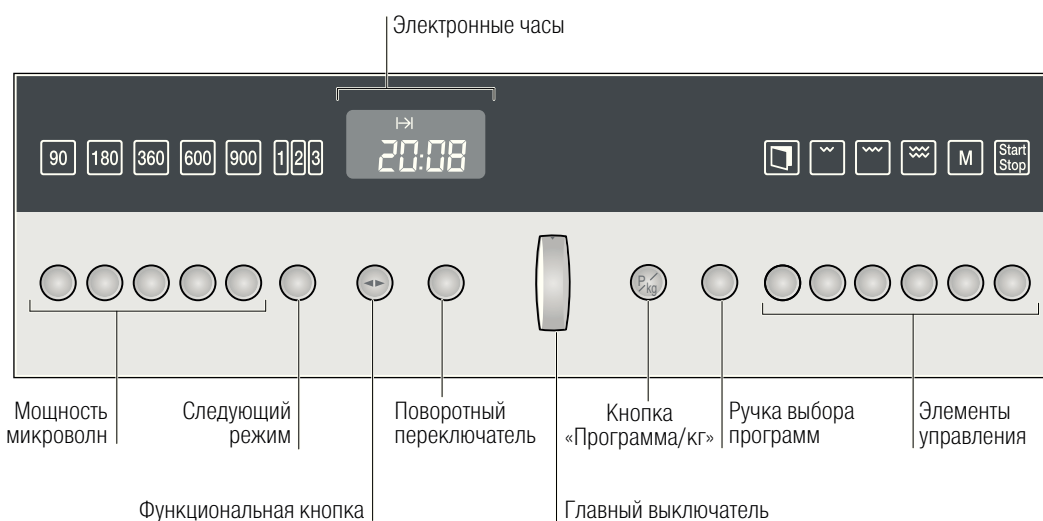 Электронные часы
90 180 360 600 900 1 2 3
20:08
M
Start
Stop
P/kg
Мощность
микроволн
Следующий
режим
Поворотный
переключатель
Кнопка
«Программа/кг»
Ручка выбора
программ
Элементы
управления
Функциональная кнопка
Главный выключатель